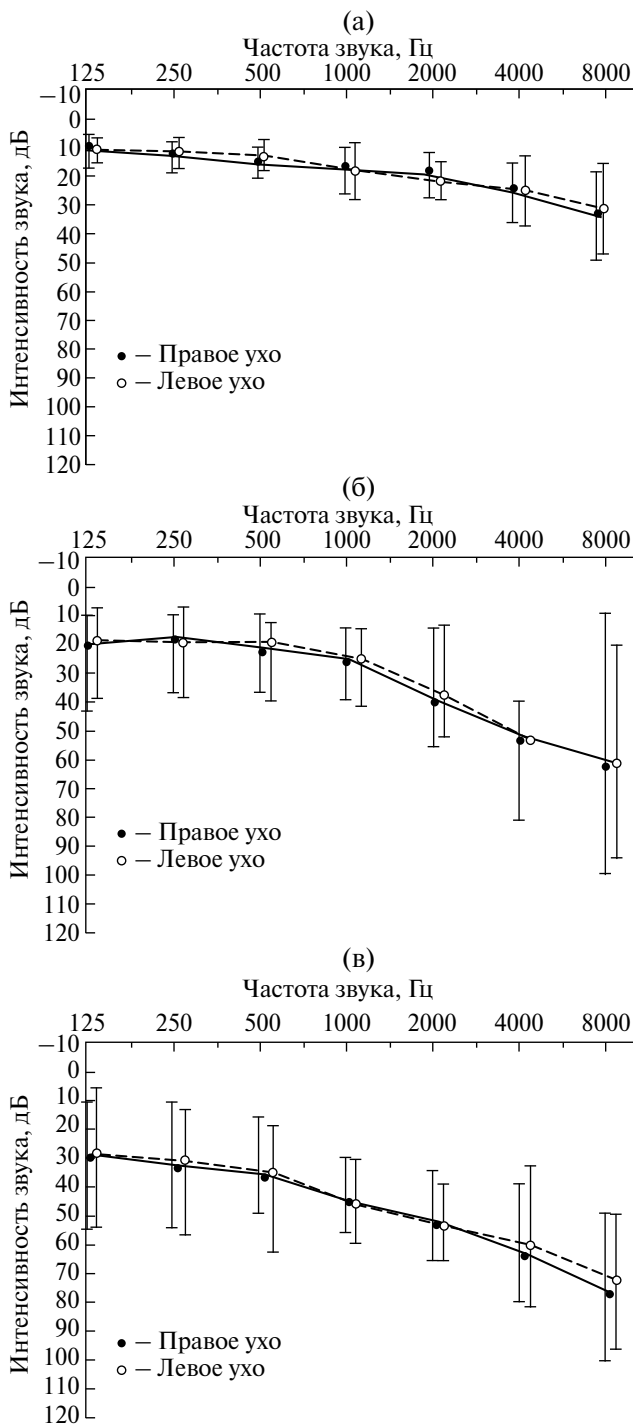 (а)
Частота звука, Гц
125 250 500 1000 2000 4000 8000
Интенсивность звука, дБ
–10
0
10
20
30
40
50
60
70
80
90
100
110
120
• – Правое ухо
○ – Левое ухо
(б)
Частота звука, Гц
125 250 500 1000 2000 4000 8000
Интенсивность звука, дБ
–10
0
10
20
30
40
50
60
70
80
90
100
110
120
• – Правое ухо
○ – Левое ухо
(в)
Частота звука, Гц
125 250 500 1000 2000 4000 8000
Интенсивность звука, дБ
–10
0
10
20
30
40
50
60
70
80
90
100
110
120
• – Правое ухо
○ – Левое ухо